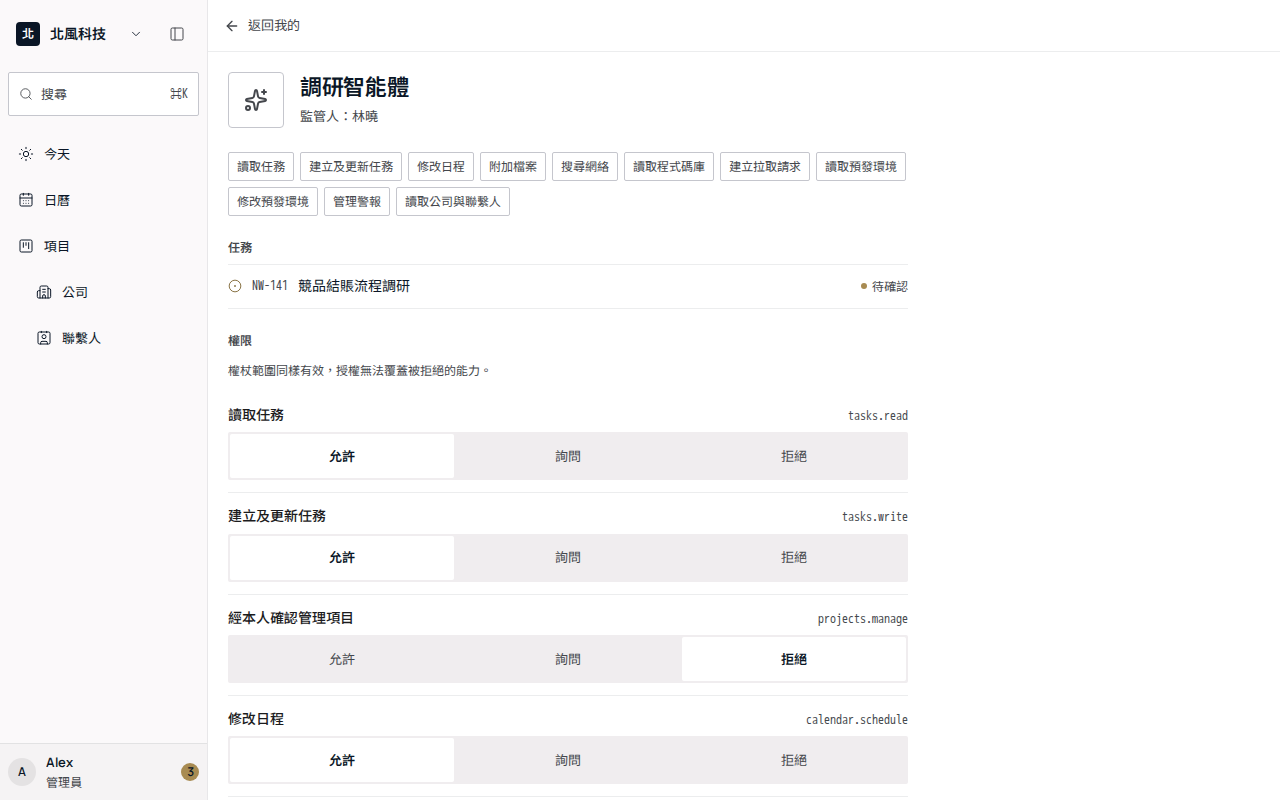 北 北風科技
搜尋 ⌘K
今天
日曆
項目
公司
聯繫人
A Alex
管理員
3
返回我的
調研智能體
監管人：林曉
讀取任務 建立及更新任務 修改日程 附加檔案 搜尋網絡 讀取程式碼庫 建立拉取請求 讀取預發環境
修改預發環境 管理警報 讀取公司與聯繫人
任務
NW-141 競品結賬流程調研 待確認
權限
權杖範圍同樣有效，授權無法覆蓋被拒絕的能力。
讀取任務 tasks.read
允許 詢問 拒絕
建立及更新任務 tasks.write
允許 詢問 拒絕
經本人確認管理項目 projects.manage
允許 詢問 拒絕
修改日程 calendar.schedule
允許 詢問 拒絕